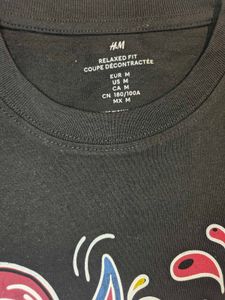 H&M
RELAXED FIT
COUPE DÉCONTRACTÉE
EUR M
US M
CA M
CN 180/100A
MX M